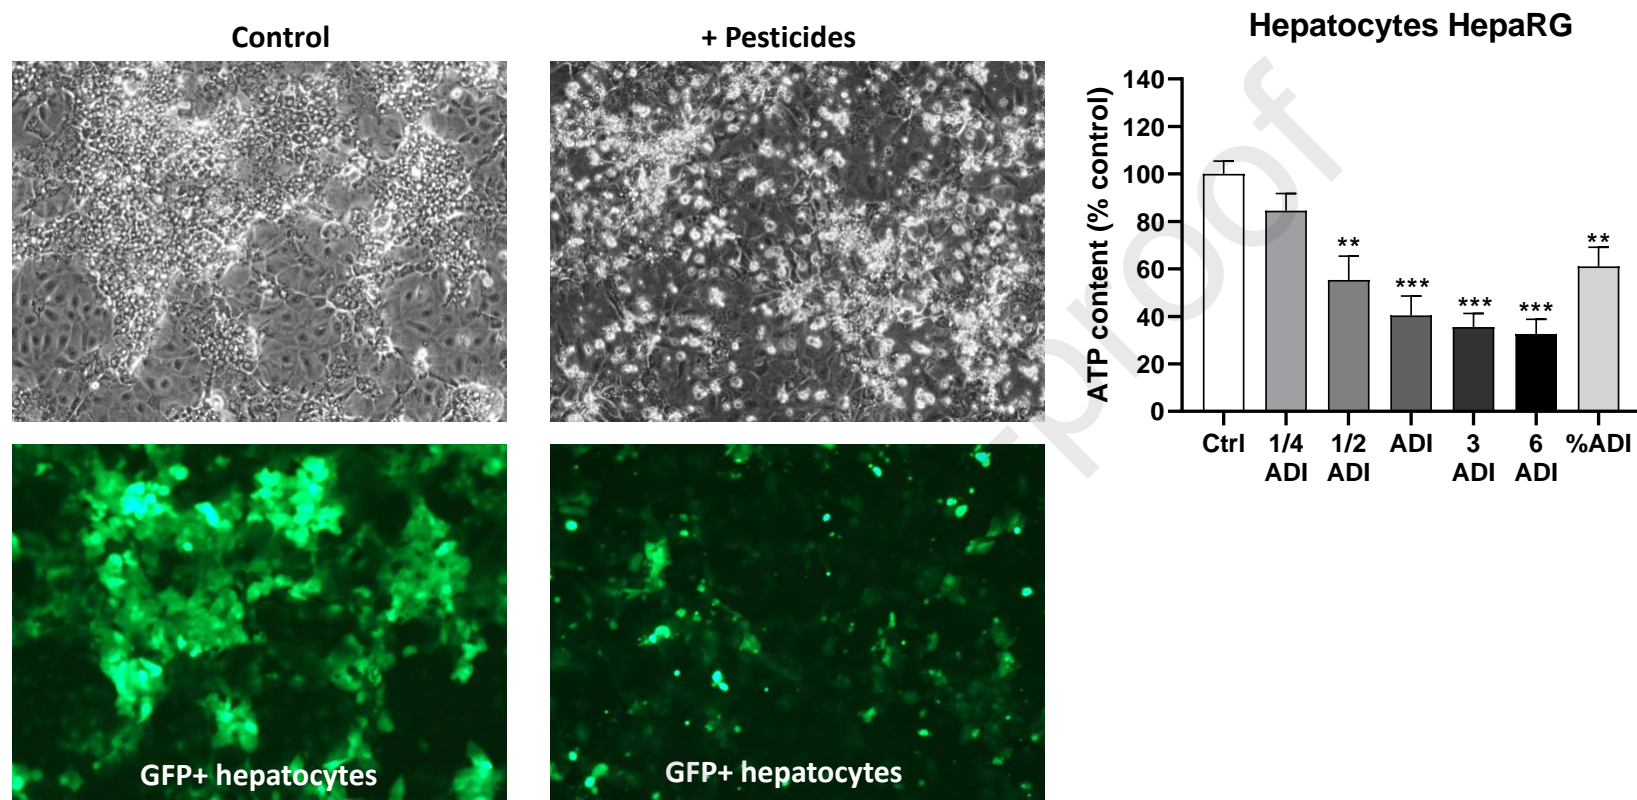 Control
+ Pesticides
GFP+ hepatocytes
GFP+ hepatocytes
Hepatocytes HepaRG
ATP content (% control)
140
120
100
80
60
40
20
0
**
***
***
***
**
Ctrl
1/4 ADI
1/2 ADI
ADI
3 ADI
6 ADI
%ADI
proof